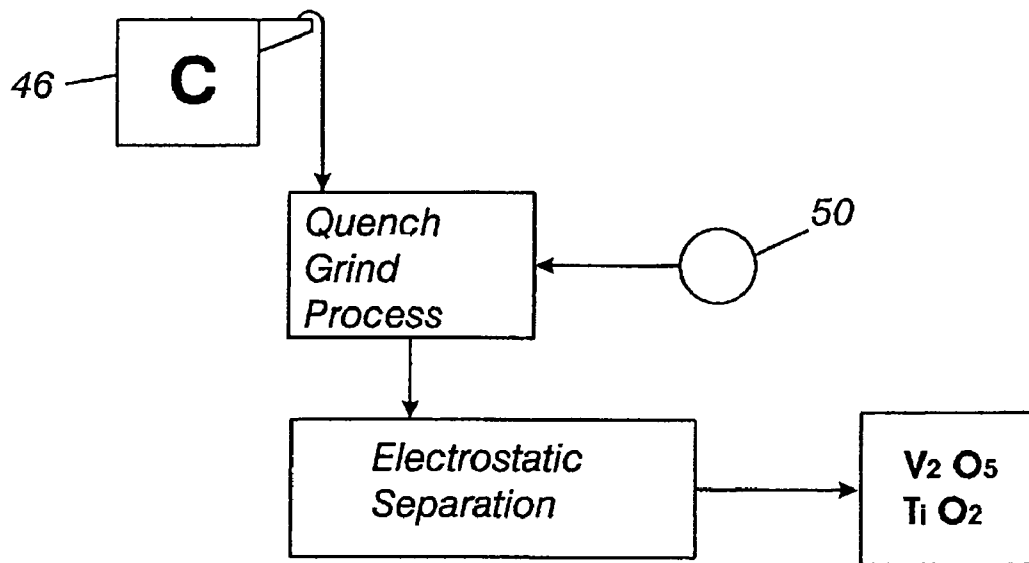 46
C
Quench
Grind
Process
50
Electrostatic
Separation
V2 O5
Ti O2